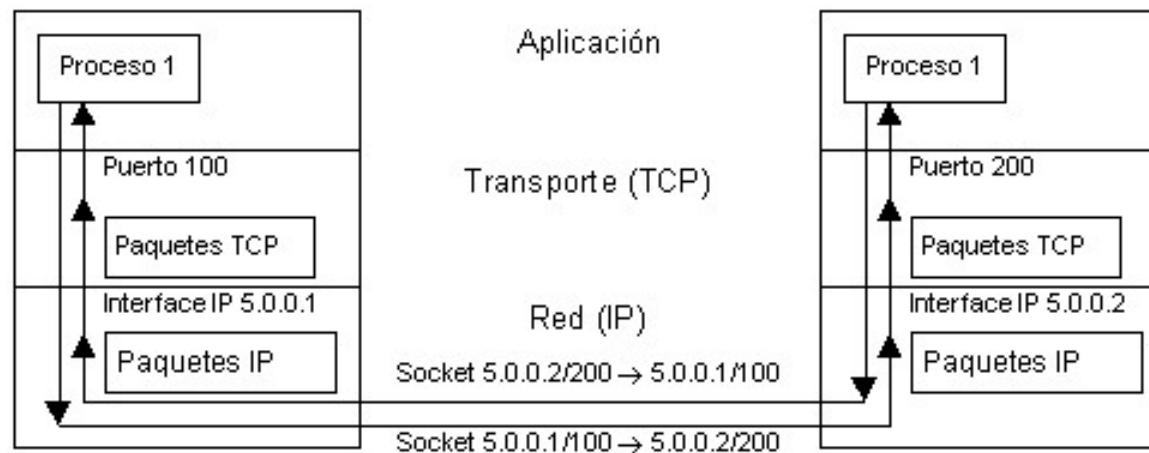 Aplicación
Proceso 1
Proceso 1
Puerto 100
Transporte (TCP)
Puerto 200
Paquetes TCP
Paquetes TCP
Interface IP 5.0.0.1
Red (IP)
Interface IP 5.0.0.2
Paquetes IP
Paquetes IP
Socket 5.0.0.2/200 → 5.0.0.1/100
Socket 5.0.0.1/100 → 5.0.0.2/200